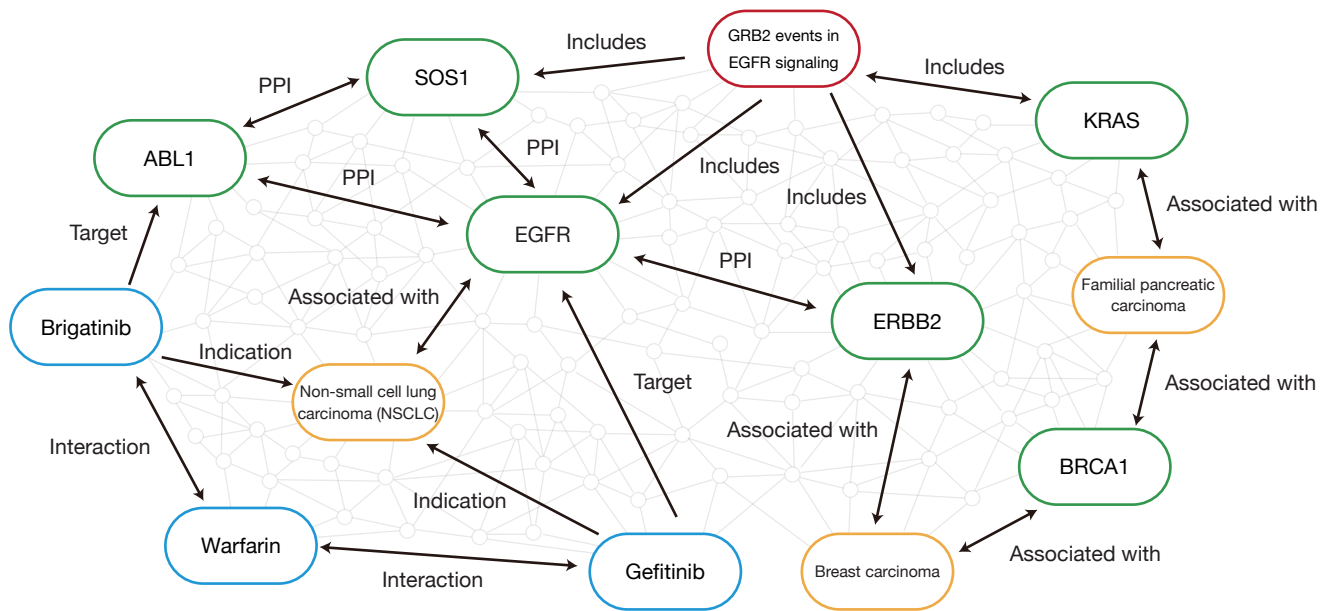 GRB2 events in
EGFR signaling
Includes
SOS1
Includes
PPI
KRAS
ABL1
PPI
PPI
Includes
Includes
Associated with
Target
EGFR
PPI
Associated with
Familial pancreatic
carcinoma
Brigatinib
ERBB2
Indication
Non-small cell lung
carcinoma (NSCLC)
Target
Associated with
Interaction
Associated with
BRCA1
Indication
Warfarin
Interaction
Gefitinib
Breast carcinoma
Associated with